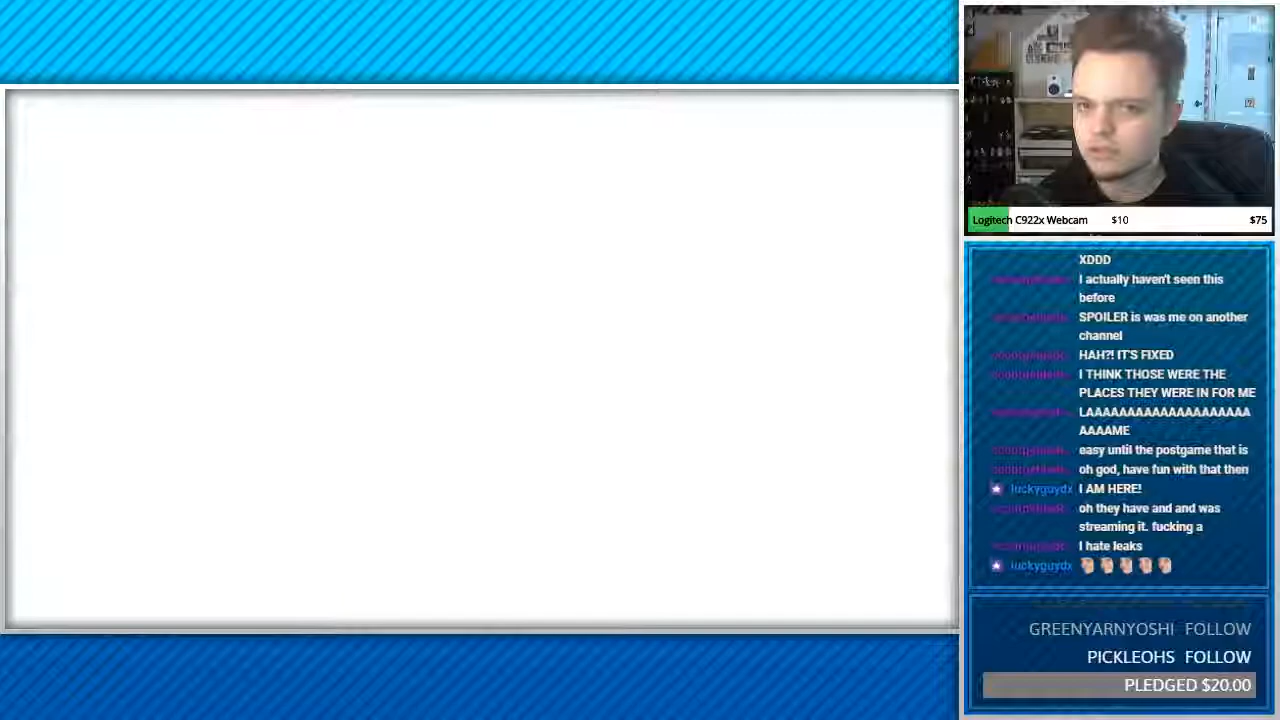 Logitech C922x Webcam $10 $75
XDDD
I actually haven't seen this
before
SPOILER is was me on another
channel
HAH?! IT'S FIXED
I THINK THOSE WERE THE
PLACES THEY WERE IN FOR ME
LAAAAAAAAAAAAAAAAAAAA
AAAAME
easy until the postgame that is
oh god, have fun with that then
luckyguydx I AM HERE!
oh they have and and was
streaming it. fucking a
I hate leaks
luckyguydx
GREENYARNYOSHI FOLLOW
PICKLEOHS FOLLOW
PLEDGED $20.00